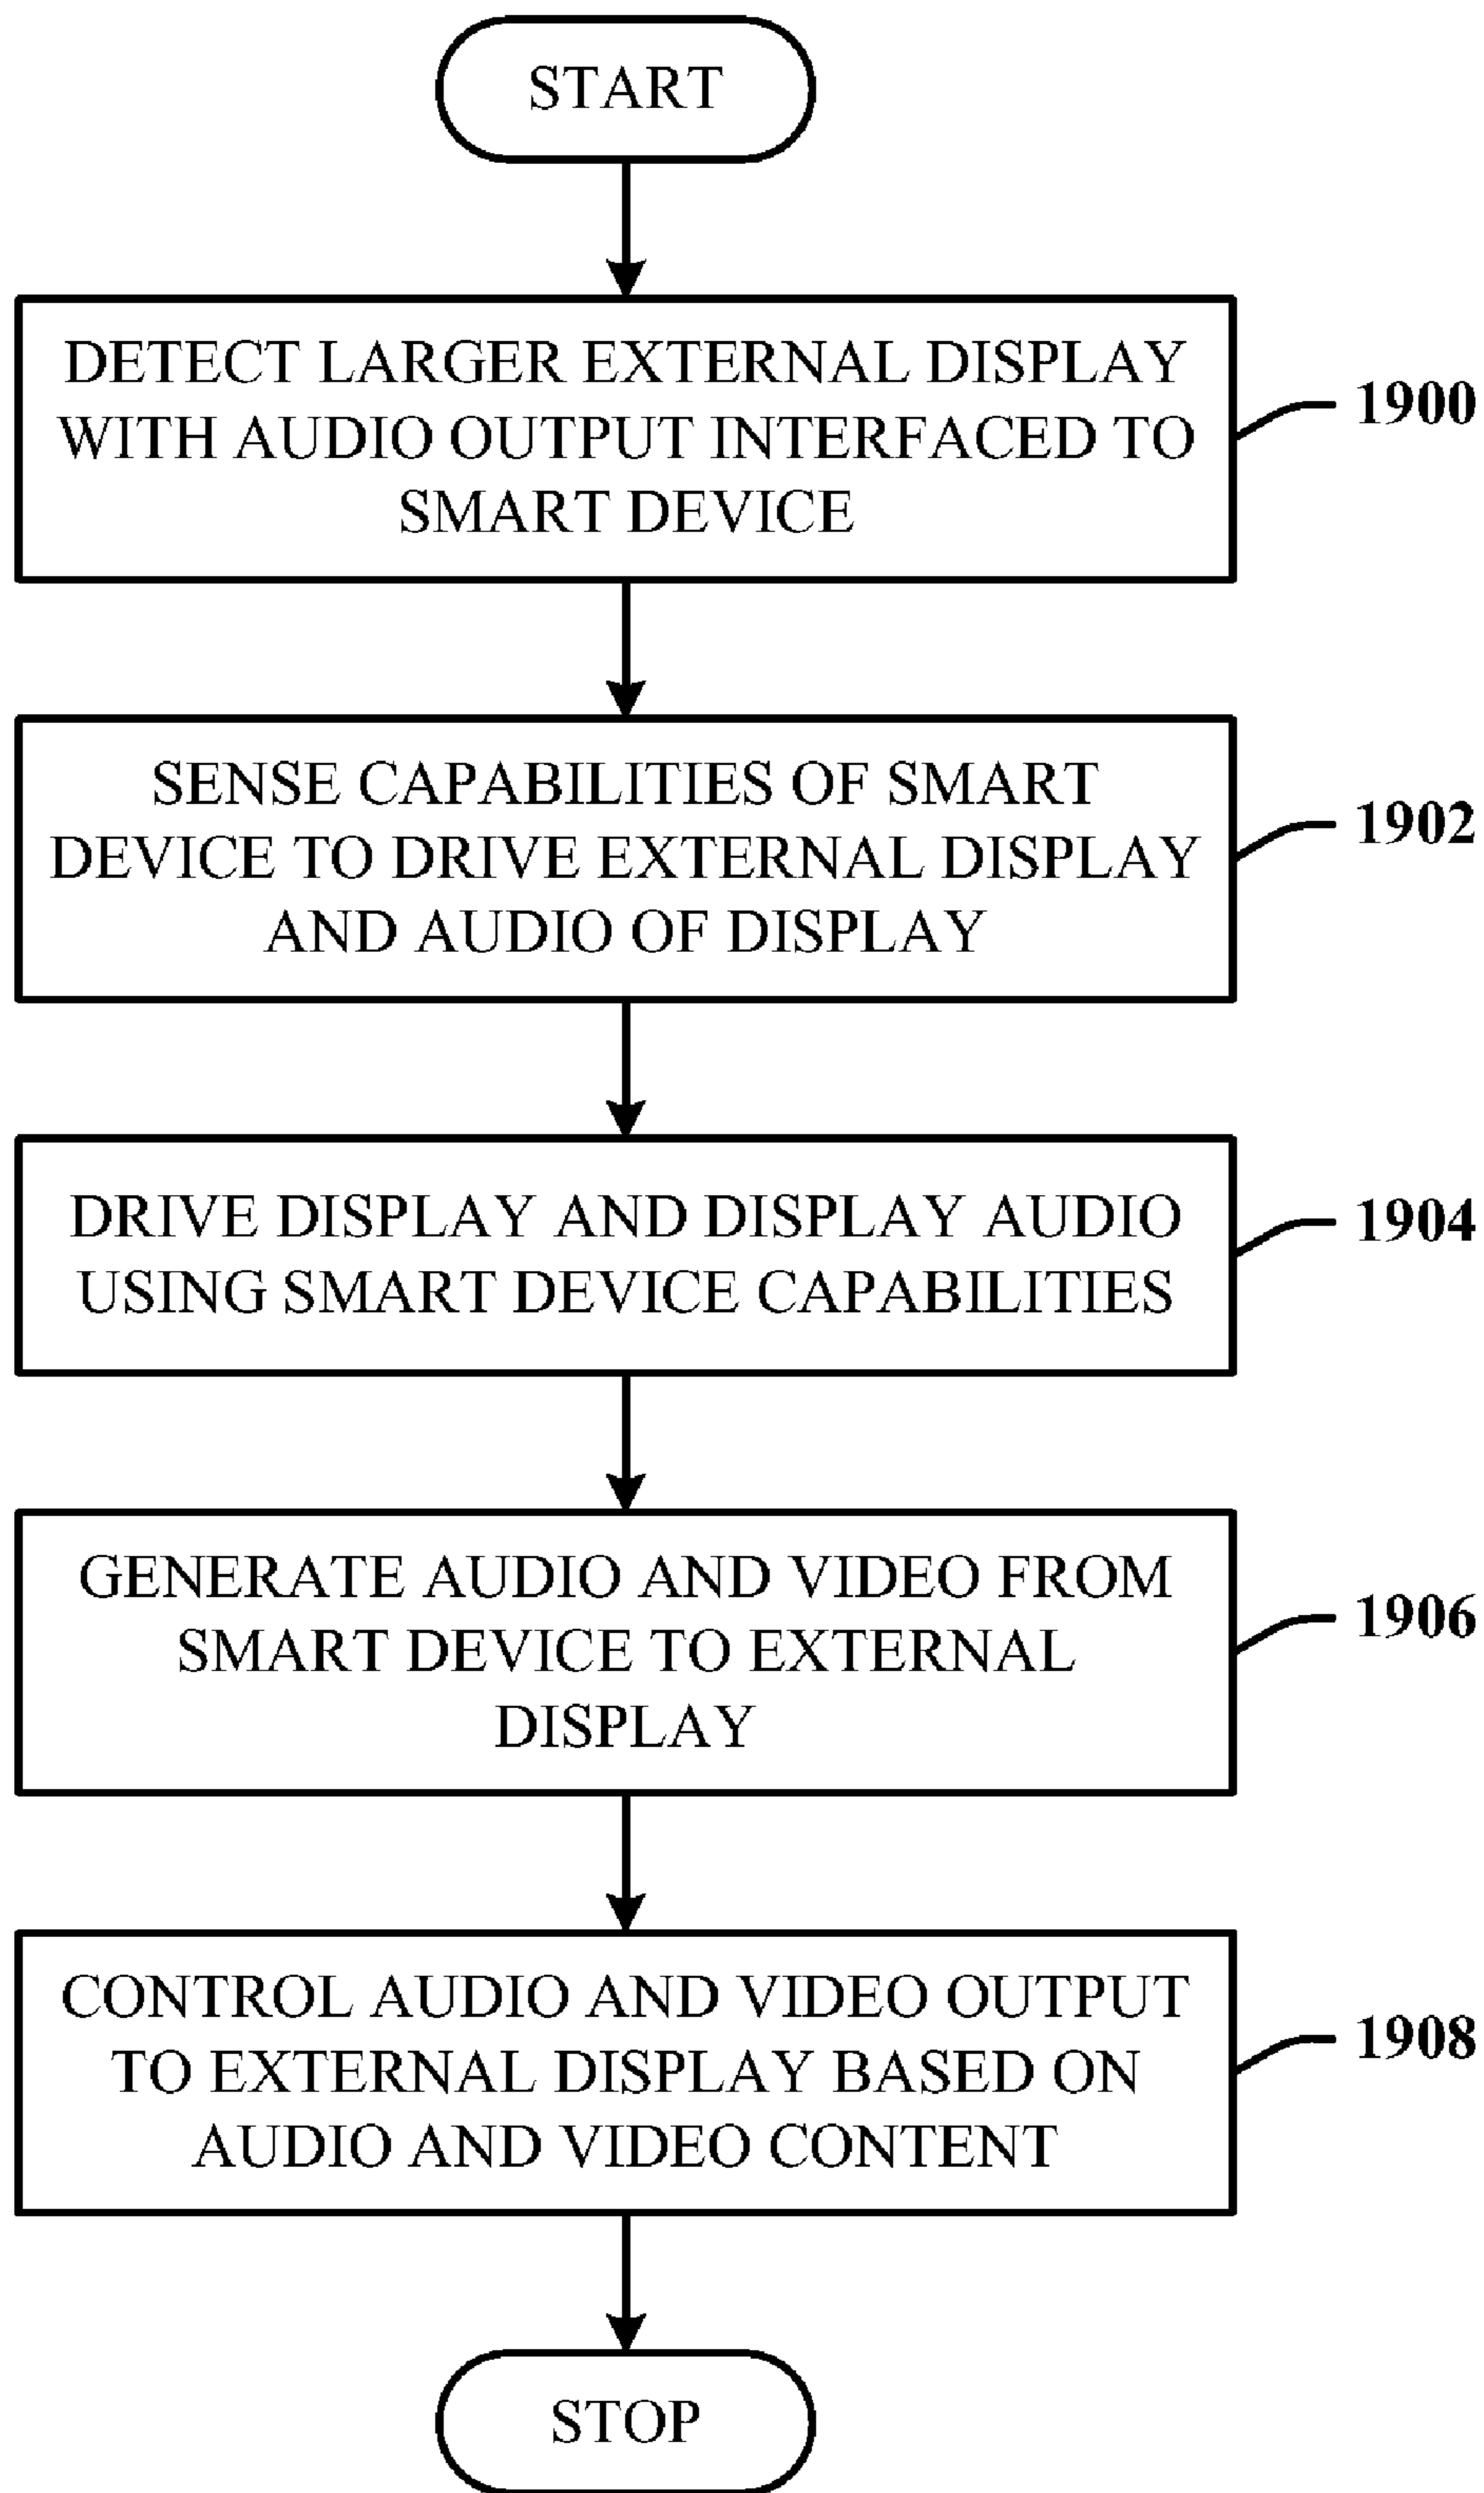 START
DETECT LARGER EXTERNAL DISPLAY
WITH AUDIO OUTPUT INTERFACED TO
SMART DEVICE
1900
SENSE CAPABILITIES OF SMART
DEVICE TO DRIVE EXTERNAL DISPLAY
AND AUDIO OF DISPLAY
1902
DRIVE DISPLAY AND DISPLAY AUDIO
USING SMART DEVICE CAPABILITIES
1904
GENERATE AUDIO AND VIDEO FROM
SMART DEVICE TO EXTERNAL
DISPLAY
1906
CONTROL AUDIO AND VIDEO OUTPUT
TO EXTERNAL DISPLAY BASED ON
AUDIO AND VIDEO CONTENT
1908
STOP